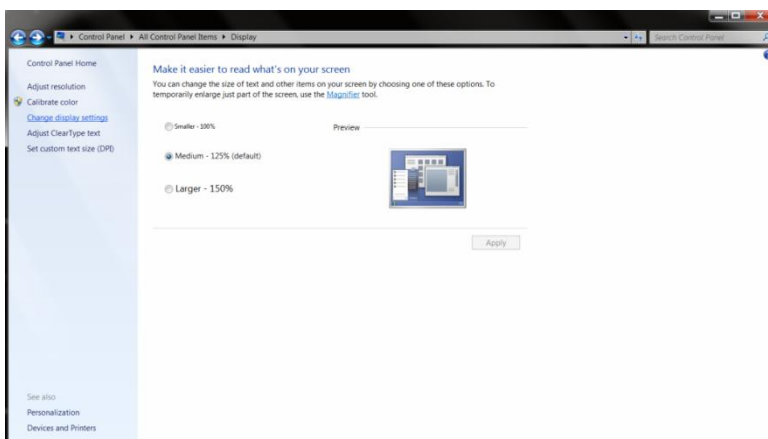 Control Panel ▸ All Control Panel Items ▸ Display
Search Control Panel
Control Panel Home
Adjust resolution
Calibrate color
Change display settings
Adjust ClearType text
Set custom text size (DPI)
Make it easier to read what's on your screen
You can change the size of text and other items on your screen by choosing one of these options. To
temporarily enlarge just part of the screen, use the Magnifier tool.
Smaller - 100%
Preview
Medium - 125% (default)
Larger - 150%
Apply
See also
Personalization
Devices and Printers